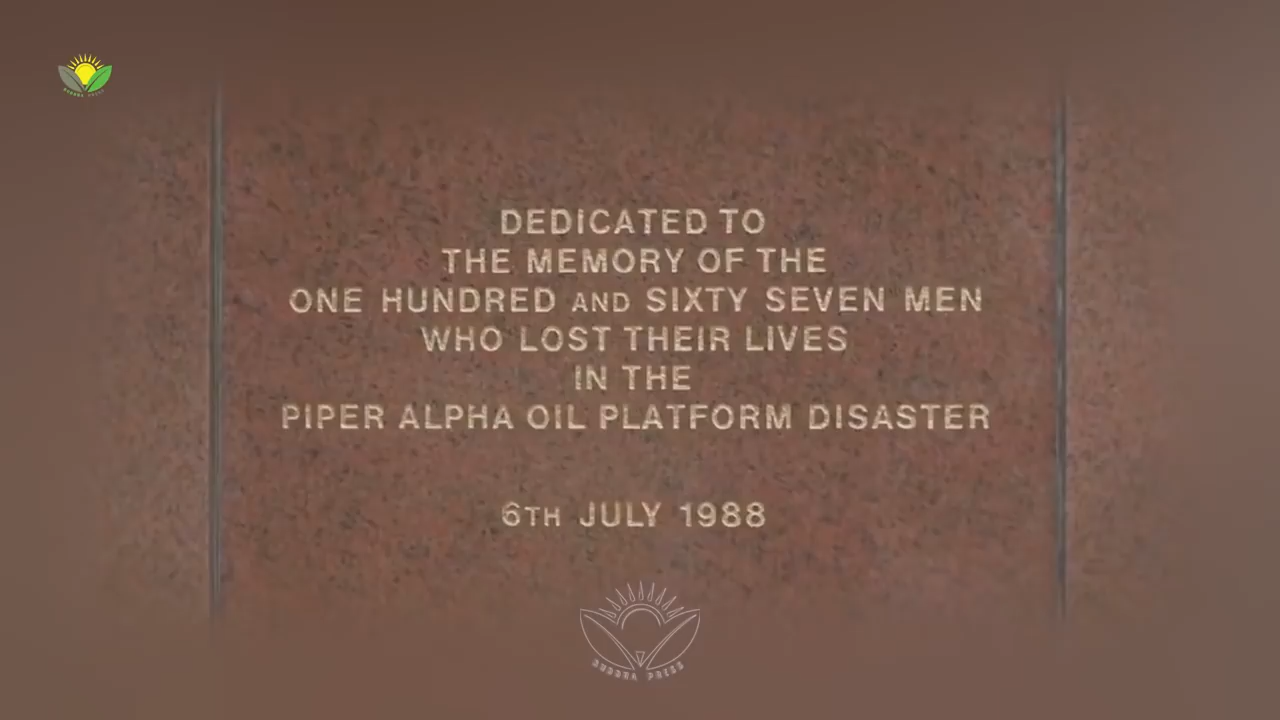 DEDICATED TO
THE MEMORY OF THE
ONE HUNDRED AND SIXTY SEVEN MEN
WHO LOST THEIR LIVES
IN THE
PIPER ALPHA OIL PLATFORM DISASTER
6TH JULY 1988